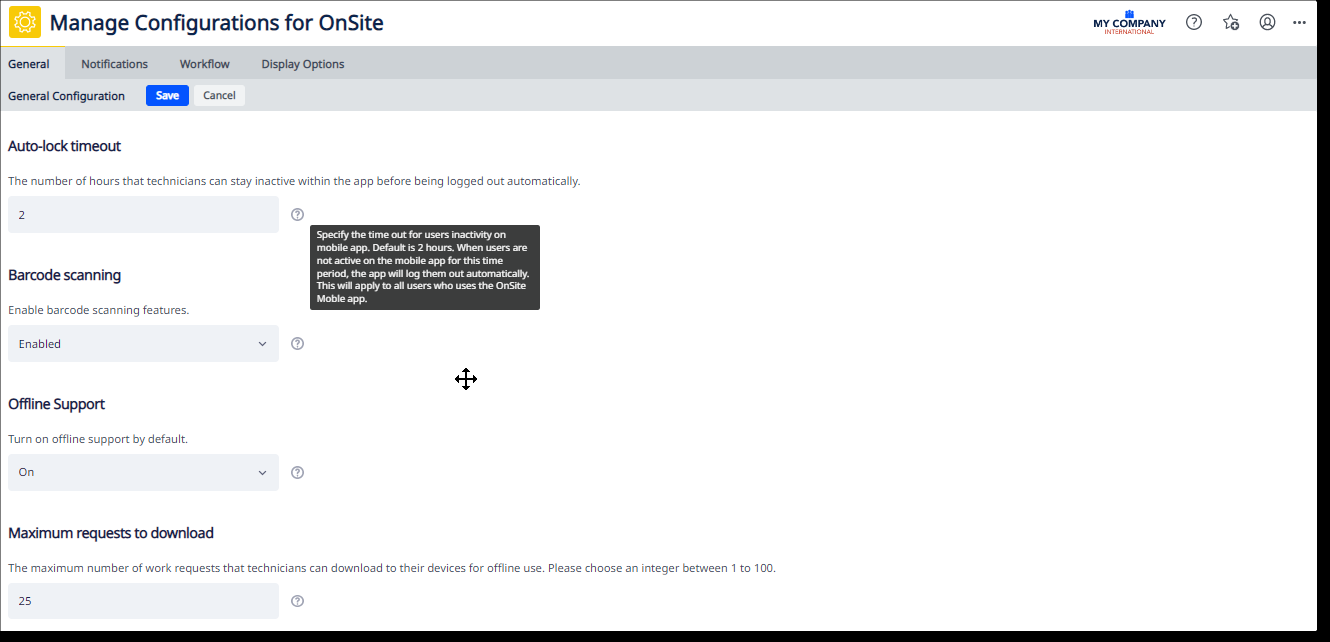 Manage Configurations for OnSite
MY COMPANY
INTERNATIONAL
General
Notifications
Workflow
Display Options
General Configuration
Save
Cancel
Auto-lock timeout
The number of hours that technicians can stay inactive within the app before being logged out automatically.
2
Specify the time out for users inactivity on
mobile app. Default is 2 hours. When users are
not active on the mobile app for this time
period, the app will log them out automatically.
This will apply to all users who uses the OnSite
Moble app.
Barcode scanning
Enable barcode scanning features.
Enabled
Offline Support
Turn on offline support by default.
On
Maximum requests to download
The maximum number of work requests that technicians can download to their devices for offline use. Please choose an integer between 1 to 100.
25